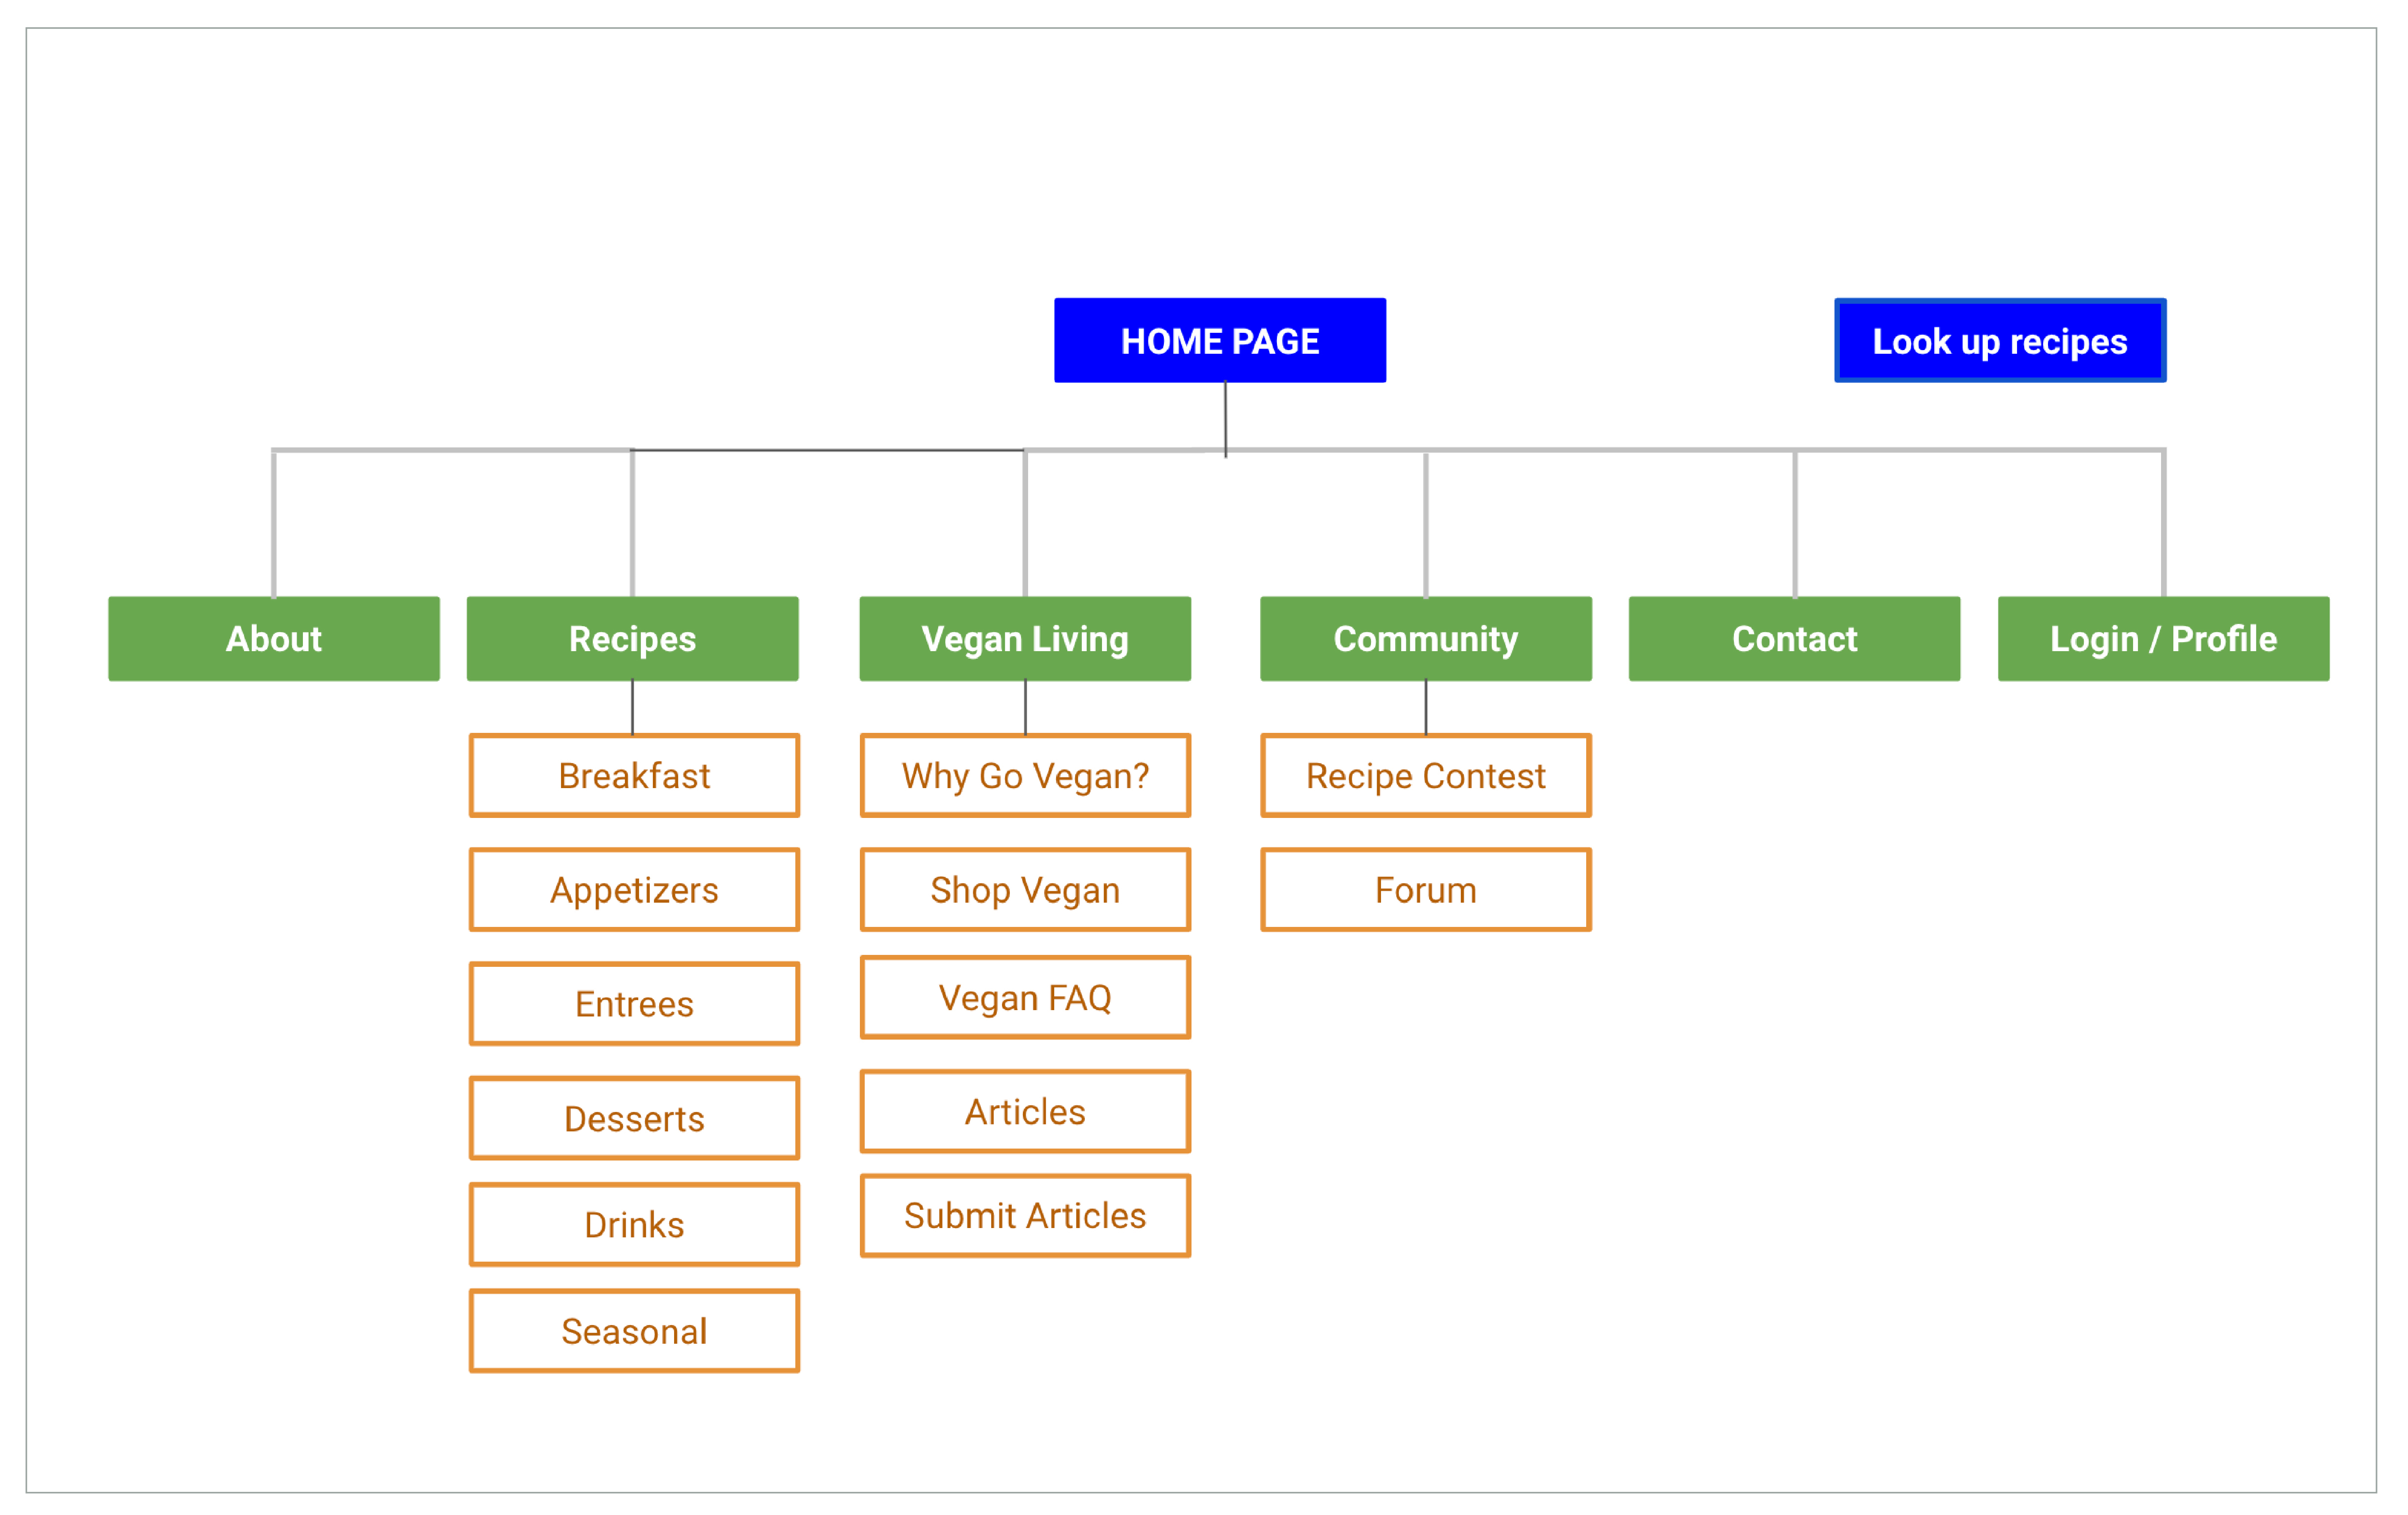 HOME PAGE
Look up recipes
About
Recipes
Vegan Living
Community
Contact
Login / Profile
Breakfast
Why Go Vegan?
Recipe Contest
Appetizers
Shop Vegan
Forum
Entrees
Vegan FAQ
Desserts
Articles
Drinks
Submit Articles
Seasonal